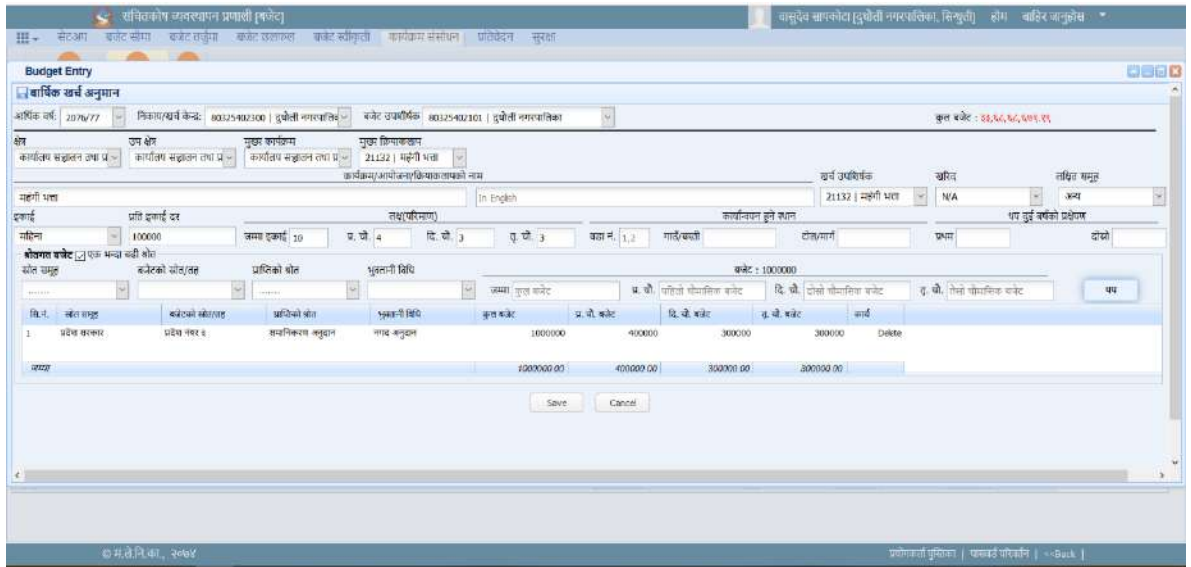 सञ्चितकोष व्यवस्थापन प्रणाली [बजेट] वासुदेव सापकोटा [दुधौली नगरपालिका, सिन्धुली] होम बाहिर जानुहोस
सेटअप बजेट सीमा बजेट तर्जुमा बजेट छलफल बजेट स्वीकृती कार्यक्रम संसोधन प्रतिवेदन सुरक्षा
Budget Entry
वार्षिक खर्च अनुमान
आर्थिक वर्ष: 2076/77 निकाय/खर्च केन्द्र: 80325402300 | दुधौली नगरपालिक बजेट उपशीर्षक 80325402101 | दुधौली नगरपालिका कुल बजेट :
क्षेत्र उप क्षेत्र मुख्य कार्यक्रम मुख्य क्रियाकलाप
कार्यालय सञ्चालन तथा प्र कार्यालय सञ्चालन तथा प्र कार्यालय सञ्चालन तथा प्र 21132 | महंगी भत्ता
कार्यक्रम/आयोजना/क्रियाकलापको नाम खर्च उपशिर्षक खरिद लक्षित समूह
महंगी भत्ता In English 21132 | महंगी भत्ता N/A अन्य
इकाई प्रति इकाई दर लक्ष(परिमाण) कार्यान्वयन हुने स्थान थप दुई बर्षको प्रक्षेपण
महिना 100000 जम्मा इकाई 10 प्र. चौ. 4 दि. चौ. 3 तृ. चौ. 3 वडा नं. 1,2 गाउँ/बस्ती टोल/मार्ग प्रथम दोस्रो
श्रोतगत बजेट एक भन्दा बढी श्रोत
स्रोत समूह बजेटको स्रोत/तह प्राप्तिको श्रोत भुक्तानी विधि बजेट : 1000000
........ ........ जम्मा कुल बजेट प्र. चौ. पहिलो चौमासिक बजेट दि. चौ. दोस्रो चौमासिक बजेट तृ. चौ. तेस्रो चौमासिक बजेट थप
सि.नं. स्रोत समूह बजेटको स्रोत/तह प्राप्तिको श्रोत भुक्तानी विधि कुल बजेट प्र. चौ. बजेट दि. चौ. बजेट तृ. चौ. बजेट कार्य
1 प्रदेश सरकार प्रदेश नंबर ६ समानिकरण अनुदान नगद अनुदान 1000000 400000 300000 300000 Delete
जम्मा 1000000.00 400000.00 300000.00 300000.00
Save Cancel
© म.ले.नि.का., २०७४ प्रयोगकर्ता पुस्तिका | पासवर्ड परिवर्तन | <<Back |